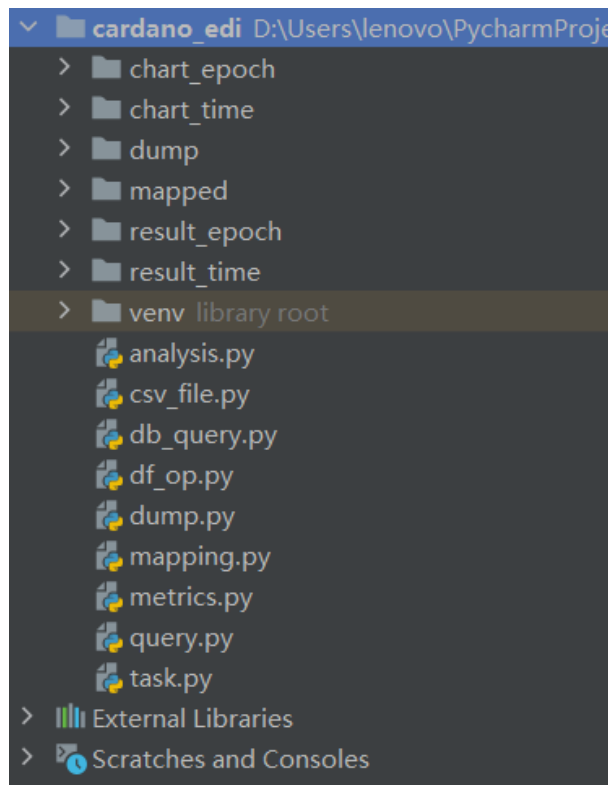 cardano_edi D:\Users\lenovo\PycharmProje
chart_epoch
chart_time
dump
mapped
result_epoch
result_time
venv library root
analysis.py
csv_file.py
db_query.py
df_op.py
dump.py
mapping.py
metrics.py
query.py
task.py
External Libraries
Scratches and Consoles